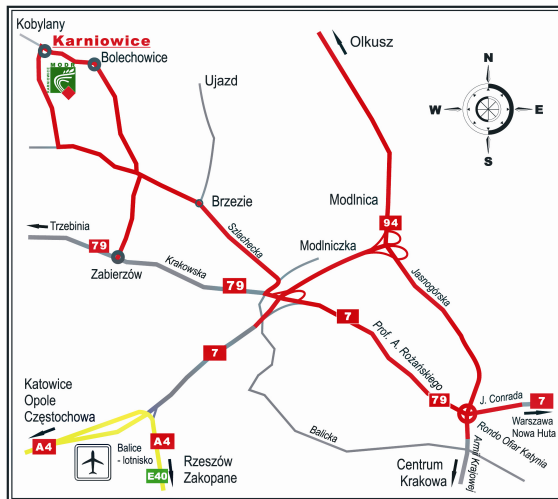 Kobylany
Karniowice
Bolechowice
MODR
Olkusz
Ujazd
N
W
E
S
Brzezie
Modlnica
Trzebinia
94
79
Szlachecka
Modlniczka
Zabierzów
Krakowska
79
Jasnogórska
7
7
Prof. A. Rożańskiego
Katowice
Opole
Częstochowa
79
J. Conrada
7
Warszawa
Nowa Huta
Rondo Ofiar Katynia
A4
Balice
- lotnisko
A4
E40
Rzeszów
Zakopane
Balicka
Centrum
Krakowa
Armii Krajowej